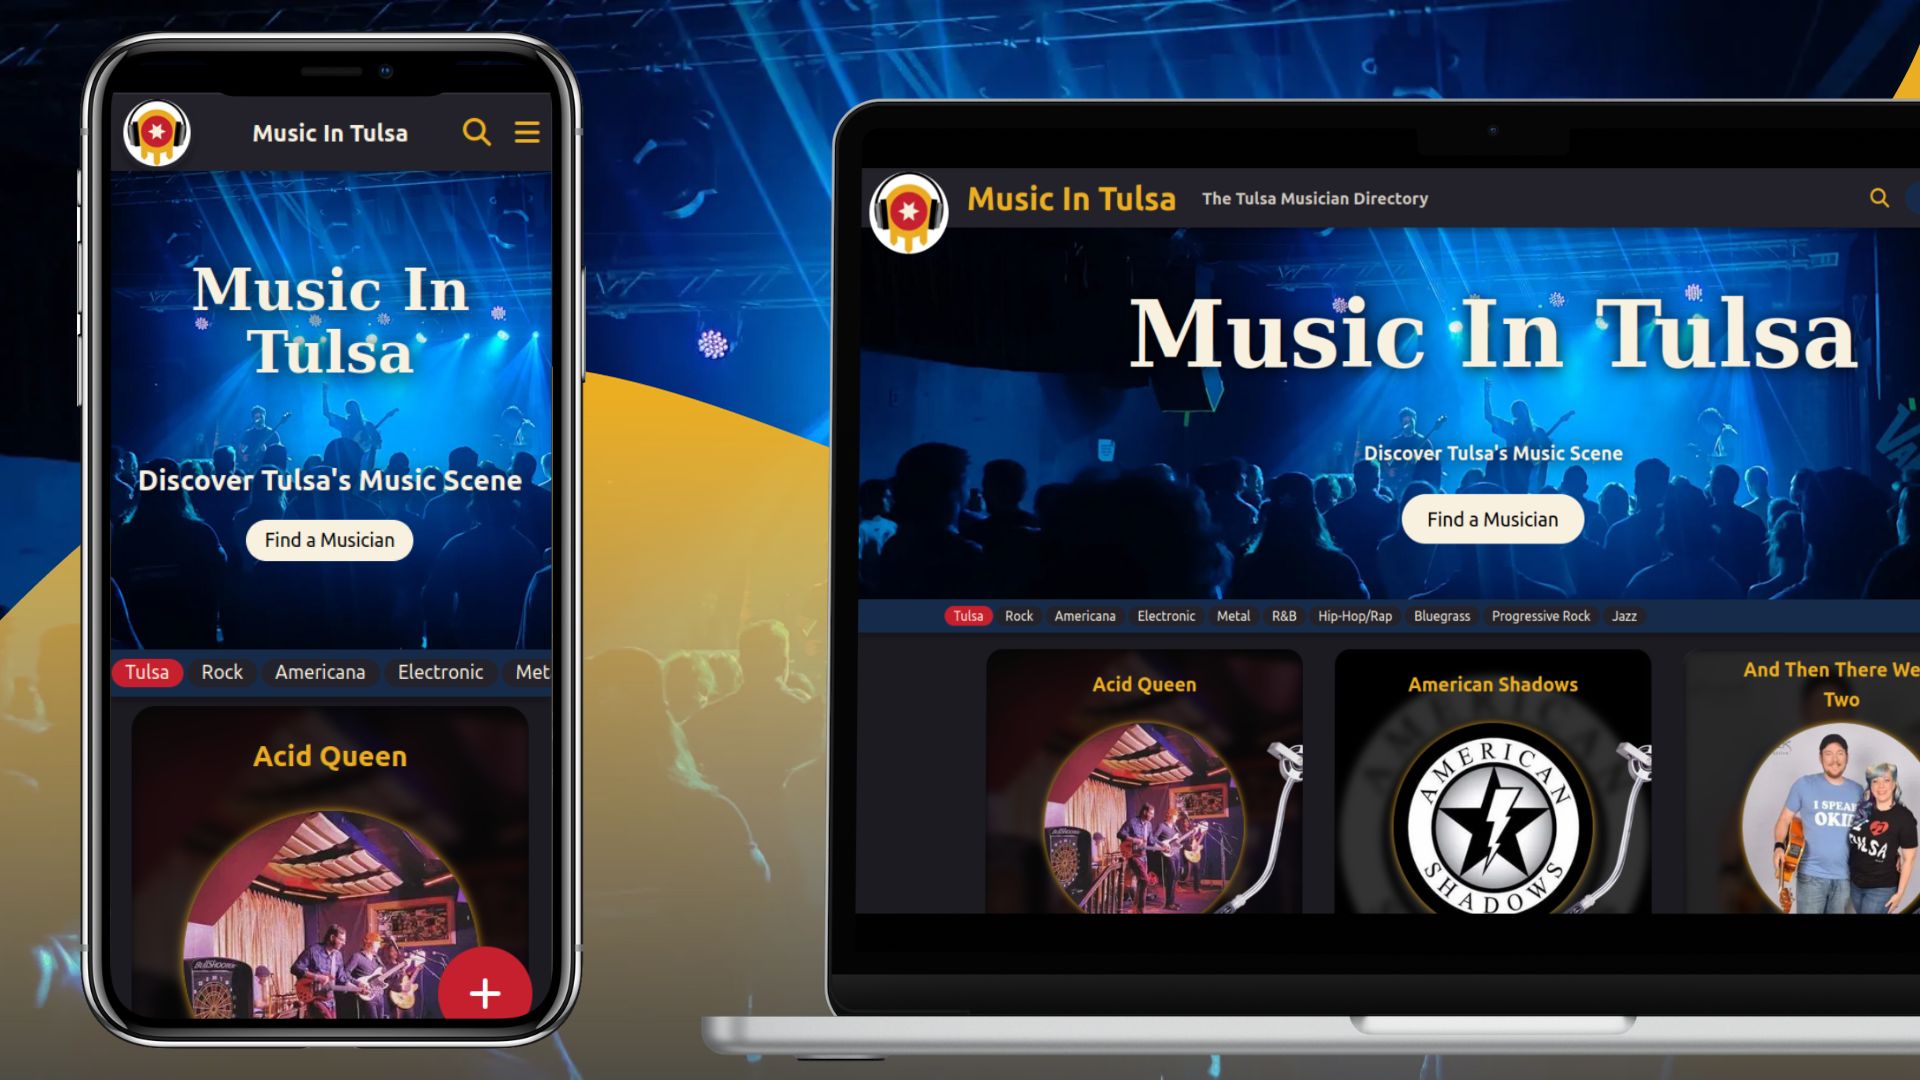 Music In Tulsa
Music In
Tulsa
Discover Tulsa's Music Scene
Find a Musician
Tulsa Rock Americana Electronic Met
Acid Queen
BULLSHOOTER
+
Music In Tulsa The Tulsa Musician Directory
Music In Tulsa
Discover Tulsa's Music Scene
Find a Musician
Tulsa Rock Americana Electronic Metal R&B Hip-Hop/Rap Bluegrass Progressive Rock Jazz
Acid Queen
American Shadows
AMERICAN
SHADOWS
And Then There We
Two
I SPEAK
OKIE